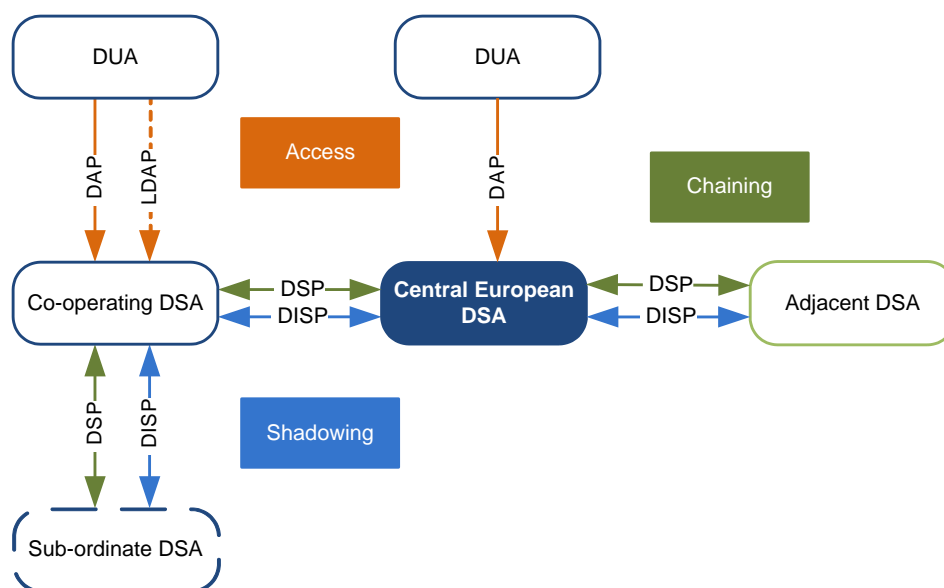 DUA
DUA
DAP
LDAP
Access
DAP
Chaining
Co-operating DSA
DSP
DISP
Central European
DSA
DSP
DISP
Adjacent DSA
DSP
DISP
Shadowing
Sub-ordinate DSA